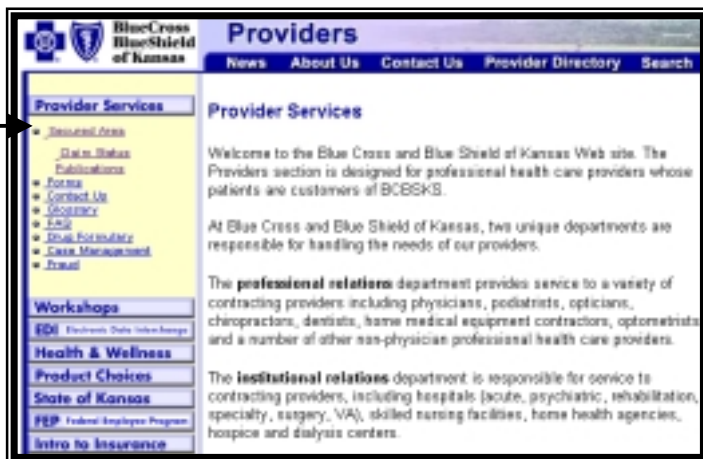 BlueCross
BlueShield
of Kansas
Providers
News About Us Contact Us Provider Directory Search
Provider Services
Secured Area
Claim Status
Publications
Forms
Contact Us
Glossary
FAQ
Drug Formulary
Case Management
Fraud
Workshops
EDI Electronic Data Interchange
Health & Wellness
Product Choices
State of Kansas
FEP Federal Employee Program
Intro to Insurance
Provider Services
Welcome to the Blue Cross and Blue Shield of Kansas Web site. The
Providers section is designed for professional health care providers whose
patients are customers of BCBSKS.
At Blue Cross and Blue Shield of Kansas, two unique departments are
responsible for handling the needs of our providers.
The professional relations department provides service to a variety of
contracting providers including physicians, podiatrists, opticians,
chiropractors, dentists, home medical equipment contractors, optometrists
and a number of other non-physician professional health care providers.
The institutional relations department is responsible for service to
contracting providers, including hospitals (acute, psychiatric, rehabilitation,
specialty, surgery, VA), skilled nursing facilities, home health agencies,
hospice and dialysis centers.